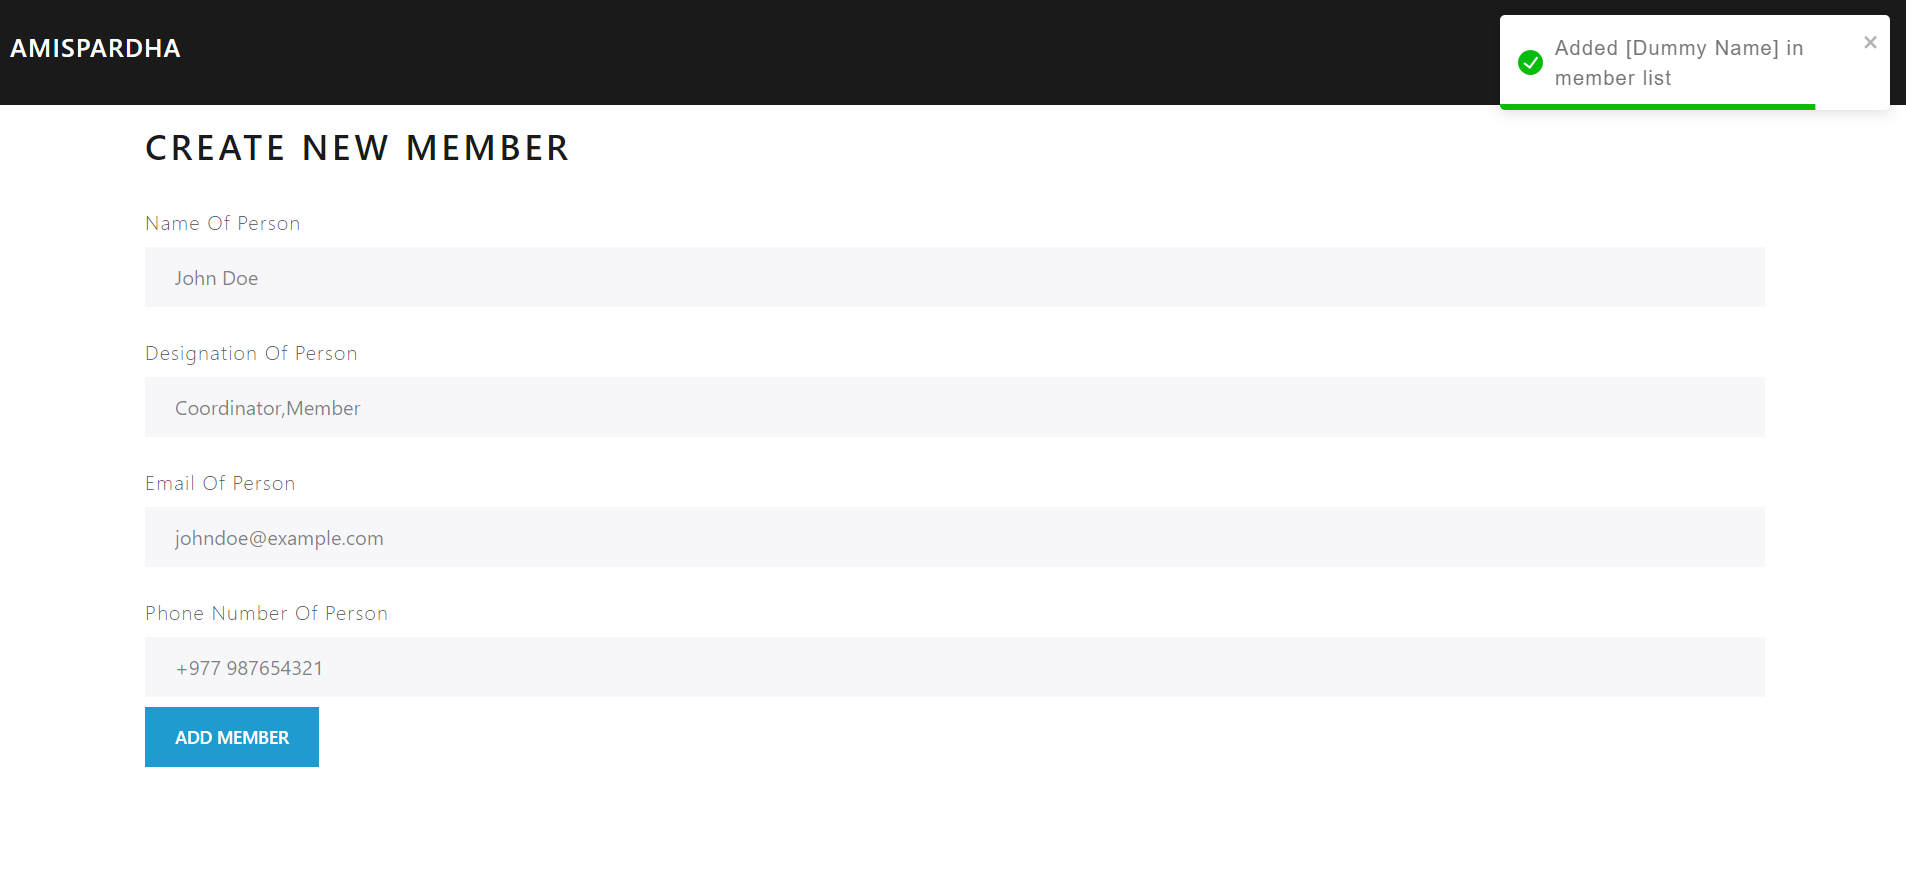 AMISPARDHA
Added [Dummy Name] in
member list
CREATE NEW MEMBER
Name Of Person
John Doe
Designation Of Person
Coordinator,Member
Email Of Person
johndoe@example.com
Phone Number Of Person
+977 987654321
ADD MEMBER